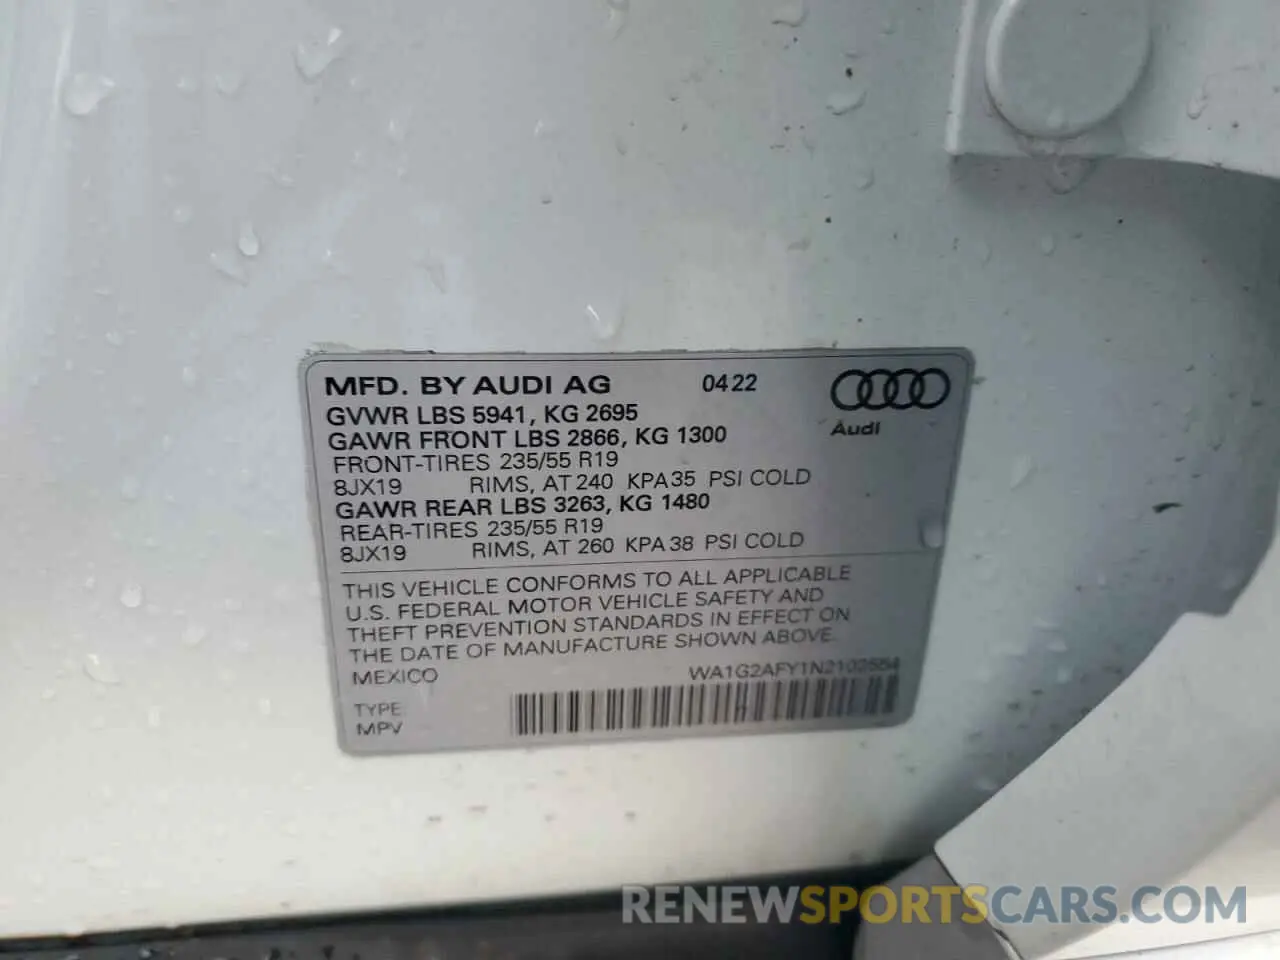 MFD. BY AUDI AG 0422
GVWR LBS 5941, KG 2695
GAWR FRONT LBS 2866, KG 1300
FRONT-TIRES 235/55 R19
8JX19 RIMS, AT 240 KPA 35 PSI COLD
GAWR REAR LBS 3263, KG 1480
REAR-TIRES 235/55 R19
8JX19 RIMS, AT 260 KPA 38 PSI COLD
Audi
THIS VEHICLE CONFORMS TO ALL APPLICABLE
U.S. FEDERAL MOTOR VEHICLE SAFETY AND
THEFT PREVENTION STANDARDS IN EFFECT ON
THE DATE OF MANUFACTURE SHOWN ABOVE.
MEXICO WA1G2AFY1N2102554
TYPE
MPV
RENEWSPORTSCARS.COM